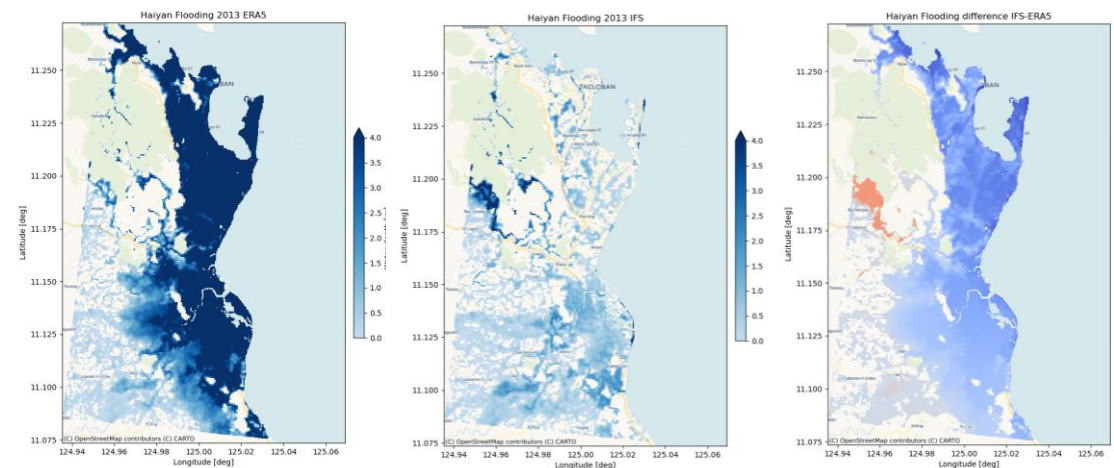 Haiyan Flooding 2013 ERA5
11.250
11.225
11.200
11.175
11.150
11.125
11.100
11.075
Latitude [deg]
124.94 124.96 124.98 125.00 125.02 125.04 125.06
Longitude [deg]
(C) OpenStreetMap contributors (C) CARTO
BAN
4.0
3.5
3.0
2.5
2.0
1.5
1.0
0.5
0.0
Haiyan Flooding 2013 IFS
11.250
11.225
11.200
11.175
11.150
11.125
11.100
11.075
Latitude [deg]
124.94 124.96 124.98 125.00 125.02 125.04 125.06
Longitude [deg]
(C) OpenStreetMap contributors (C) CARTO
TACLOBAN
4.0
3.5
3.0
2.5
2.0
1.5
1.0
0.5
0.0
Haiyan Flooding difference IFS-ERA5
11.250
11.225
11.200
11.175
11.150
11.125
11.100
11.075
Latitude [deg]
124.94 124.96 124.98 125.00 125.02 125.04 125.06
Longitude [deg]
(C) OpenStreetMap contributors (C) CARTO
BAN